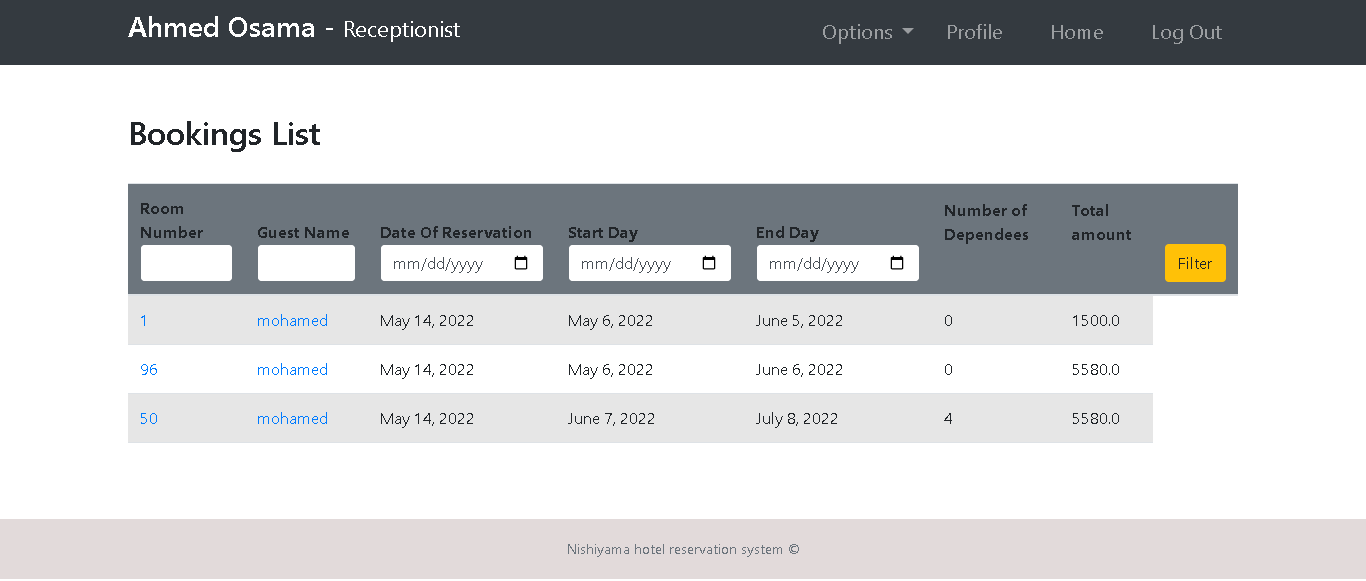 Ahmed Osama - Receptionist
Options Profile Home Log Out
Bookings List
Room Number Guest Name Date Of Reservation Start Day End Day Number of Dependees Total amount
mm/dd/yyyy mm/dd/yyyy mm/dd/yyyy Filter
1 mohamed May 14, 2022 May 6, 2022 June 5, 2022 0 1500.0
96 mohamed May 14, 2022 May 6, 2022 June 6, 2022 0 5580.0
50 mohamed May 14, 2022 June 7, 2022 July 8, 2022 4 5580.0
Nishiyama hotel reservation system ©